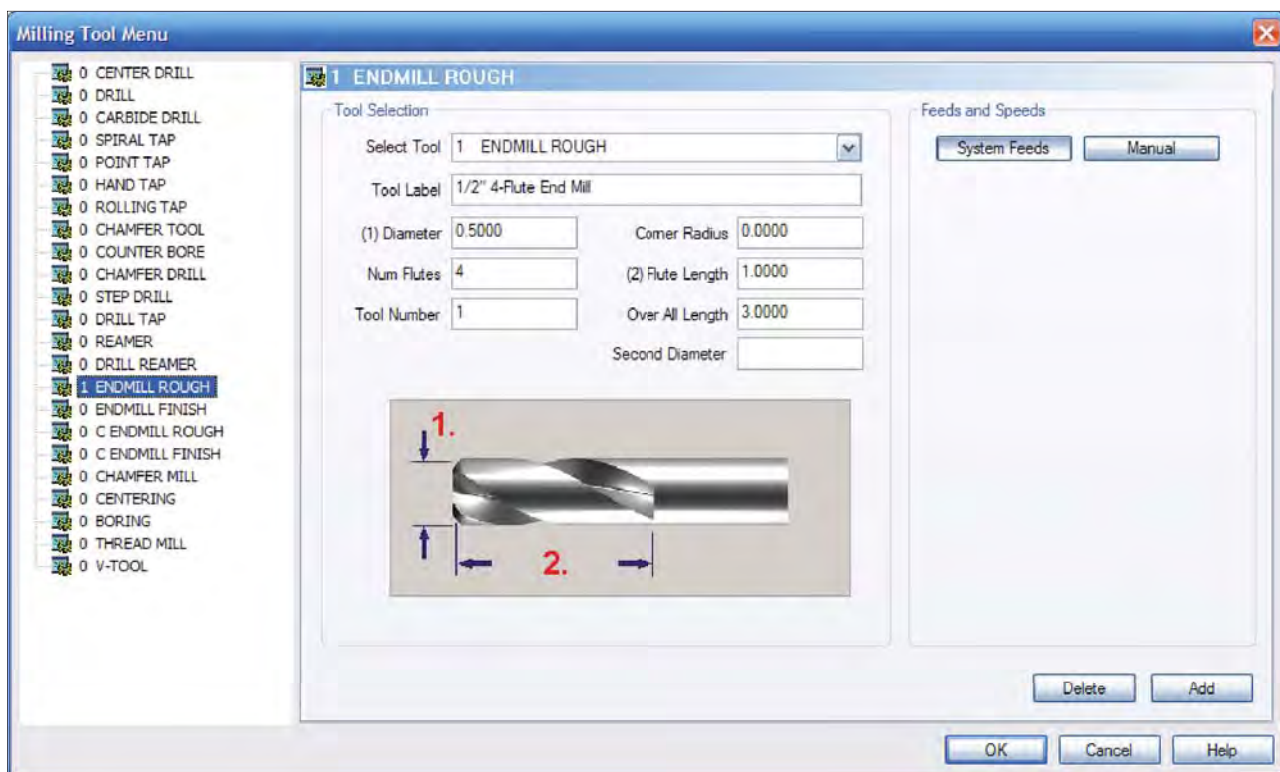 Milling Tool Menu
0 CENTER DRILL
0 DRILL
0 CARBIDE DRILL
0 SPIRAL TAP
0 POINT TAP
0 HAND TAP
0 ROLLING TAP
0 CHAMFER TOOL
0 COUNTER BORE
0 CHAMFER DRILL
0 STEP DRILL
0 DRILL TAP
0 REAMER
0 DRILL REAMER
1 ENDMILL ROUGH
0 ENDMILL FINISH
0 C ENDMILL ROUGH
0 C ENDMILL FINISH
0 CHAMFER MILL
0 CENTERING
0 BORING
0 THREAD MILL
0 V-TOOL
1 ENDMILL ROUGH
Tool Selection
Select Tool 1 ENDMILL ROUGH
Tool Label 1/2" 4-Flute End Mill
(1) Diameter 0.5000 Corner Radius 0.0000
Num Flutes 4 (2) Flute Length 1.0000
Tool Number 1 Over All Length 3.0000
Second Diameter
1.
2.
Feeds and Speeds
System Feeds Manual
Delete Add
OK Cancel Help